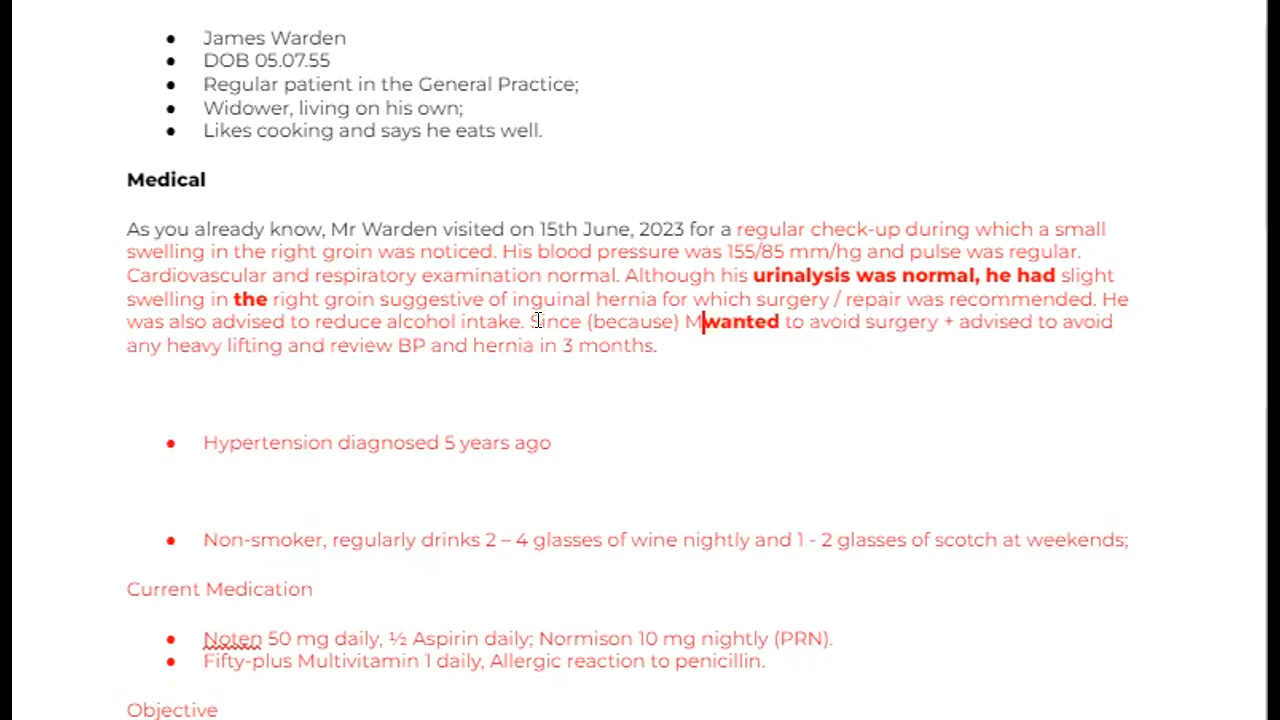 James Warden
DOB 05.07.55
Regular patient in the General Practice;
Widower, living on his own;
Likes cooking and says he eats well.
Medical
As you already know, Mr Warden visited on 15th June, 2023 for a regular check-up during which a small
swelling in the right groin was noticed. His blood pressure was 155/85 mm/hg and pulse was regular.
Cardiovascular and respiratory examination normal. Although his urinalysis was normal, he had slight
swelling in the right groin suggestive of inguinal hernia for which surgery / repair was recommended. He
was also advised to reduce alcohol intake. Since (because) Mwanted to avoid surgery + advised to avoid
any heavy lifting and review BP and hernia in 3 months.
Hypertension diagnosed 5 years ago
Non-smoker, regularly drinks 2 – 4 glasses of wine nightly and 1 - 2 glasses of scotch at weekends;
Current Medication
Noten 50 mg daily, ½ Aspirin daily; Normison 10 mg nightly (PRN).
Fifty-plus Multivitamin 1 daily, Allergic reaction to penicillin.
Objective